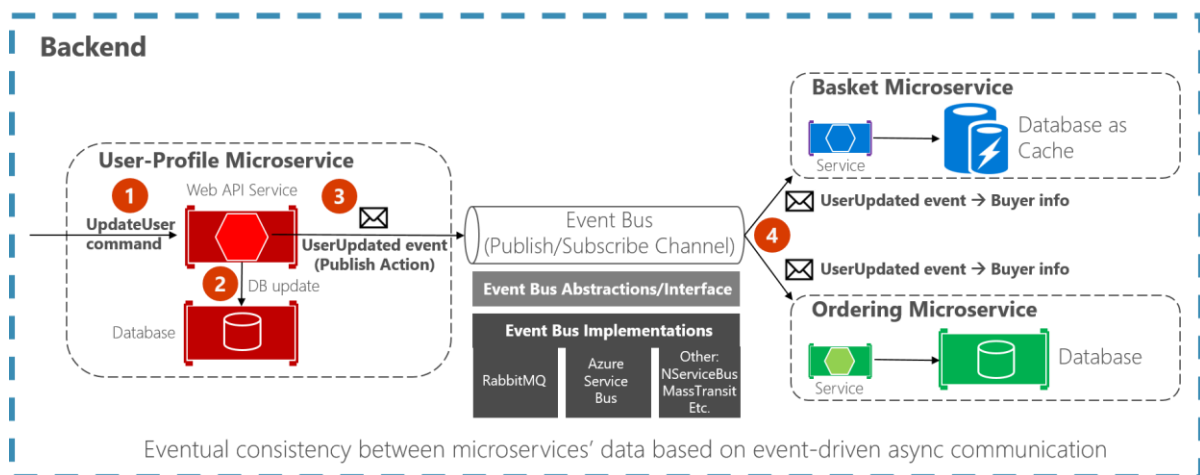 Backend
User-Profile Microservice
1
Web API Service
3
UpdateUser
command
UserUpdated event
(Publish Action)
2
DB update
Database
Event Bus
(Publish/Subscribe Channel)
Event Bus Abstractions/Interface
Event Bus Implementations
RabbitMQ
Azure
Service
Bus
Other:
NServiceBus
MassTransit
Etc.
4
Basket Microservice
Service
Database as
Cache
UserUpdated event → Buyer info
UserUpdated event → Buyer info
Ordering Microservice
Service
Database
Eventual consistency between microservices’ data based on event-driven async communication